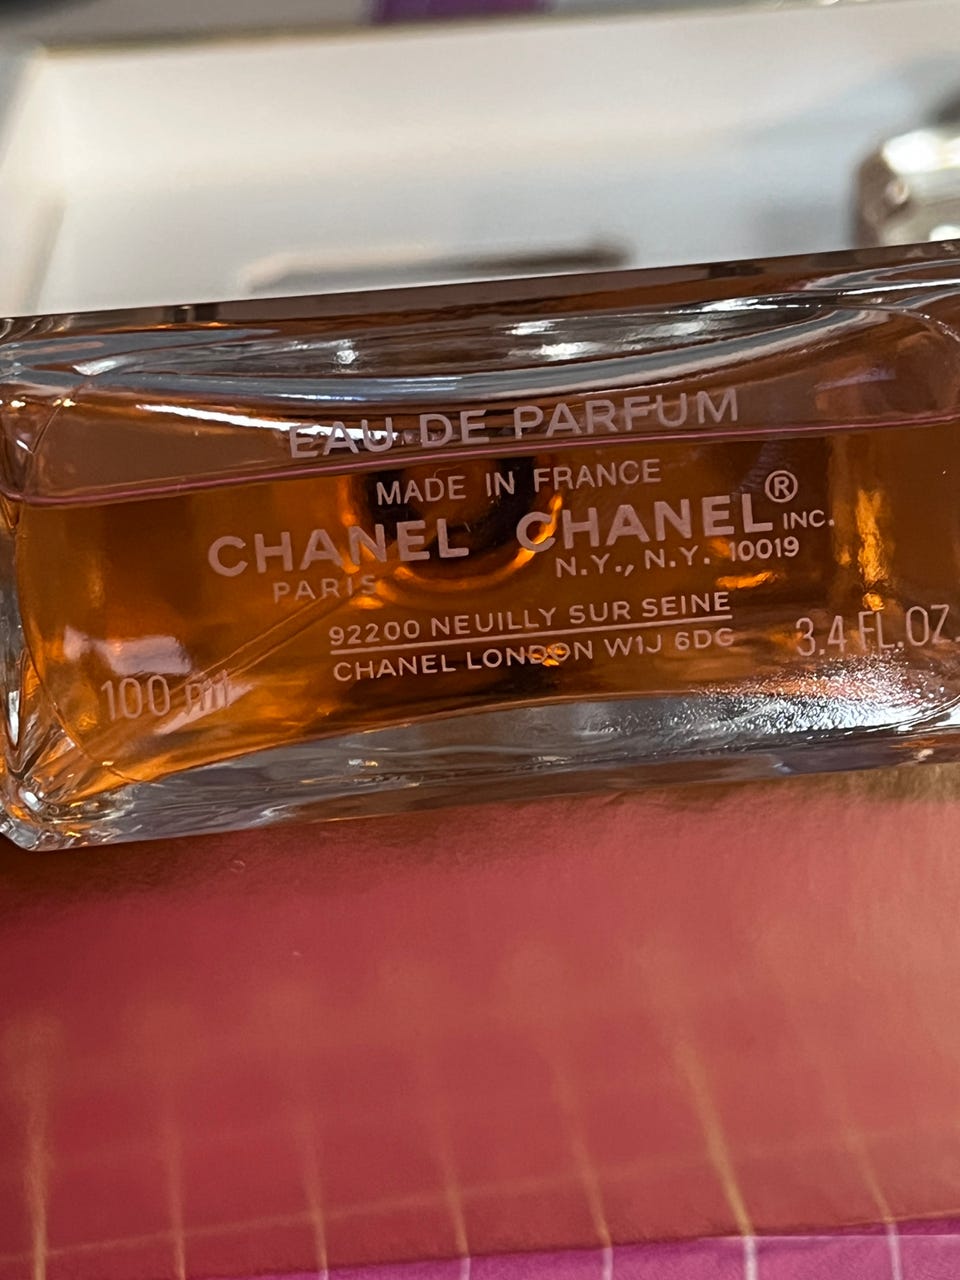 EAU DE PARFUM
MADE IN FRANCE
CHANEL CHANEL® INC.
PARIS N.Y., N.Y. 10019
92200 NEUILLY SUR SEINE
CHANEL LONDON W1J 6DG
100 ml 3.4 FL.OZ.